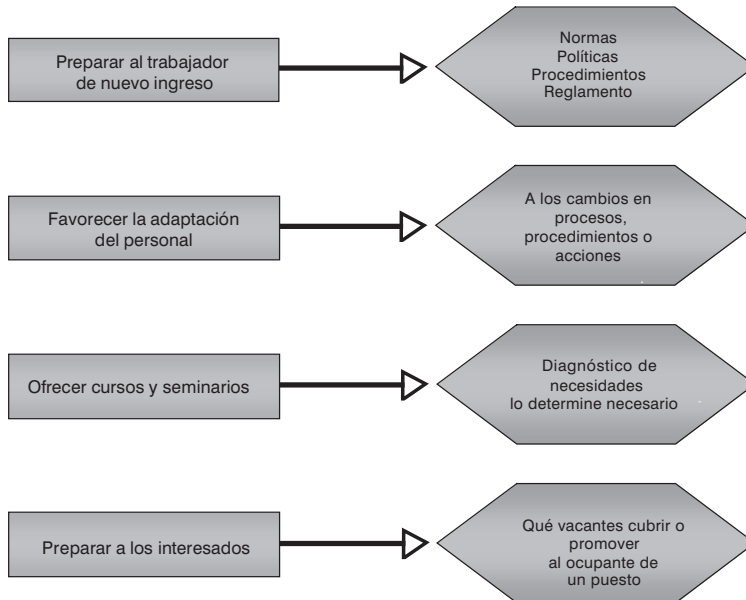 Preparar al trabajador
de nuevo ingreso
Normas
Políticas
Procedimientos
Reglamento
Favorecer la adaptación
del personal
A los cambios en
procesos,
procedimientos o
acciones
Ofrecer cursos y seminarios
Diagnóstico de
necesidades
lo determine necesario
Preparar a los interesados
Qué vacantes cubrir o
promover
al ocupante de
un puesto